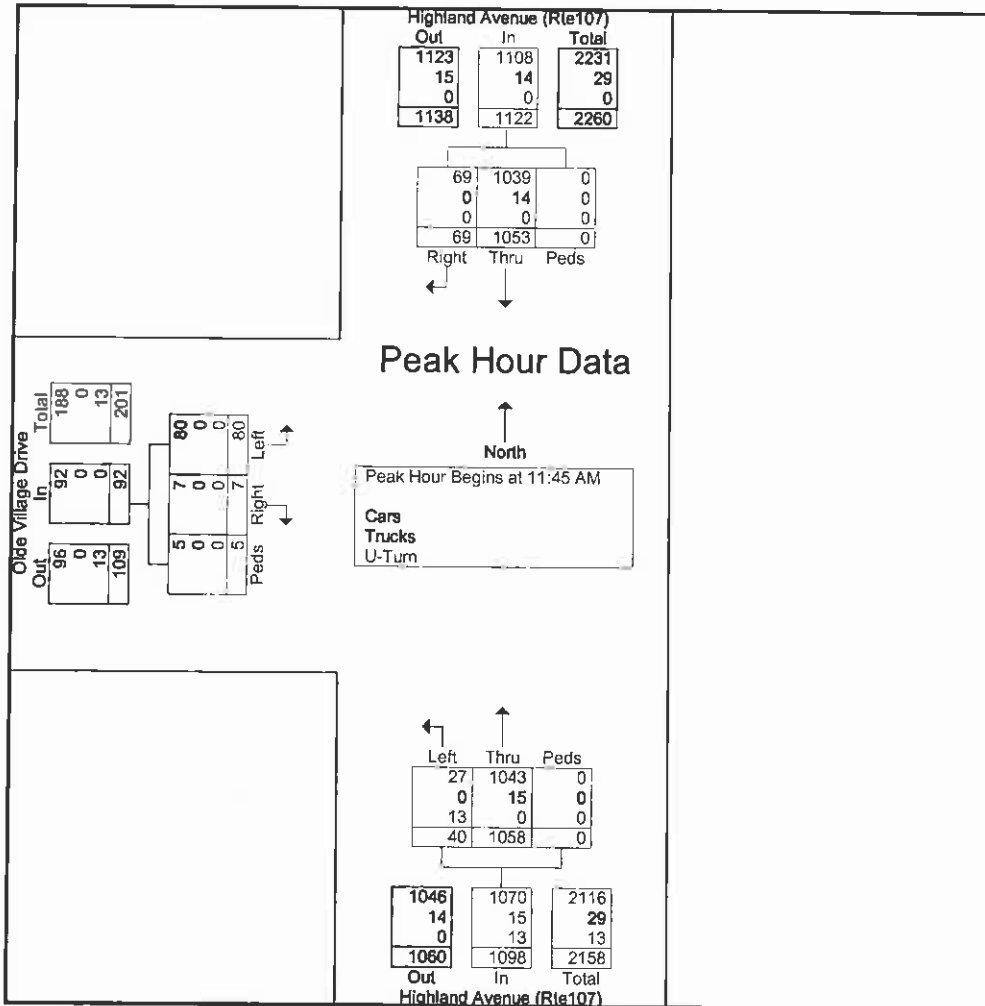 Highland Avenue (Rte107)
Out In Total
1123 1108 2231
15 14 29
0 0 0
1138 1122 2260
69 1039 0
0 14 0
0 0 0
69 1053 0
Right Thru Peds
Peak Hour Data
North
Peak Hour Begins at 11:45 AM
Cars
Trucks
U-Turn
Olde Village Drive
Out In Total
96 92 188
0 0 0
13 0 13
109 92 201
Peds Right Left
5 7 80
0 0 0
0 0 0
5 7 80
Left Thru Peds
27 1043 0
0 15 0
13 0 0
40 1058 0
1046 1070 2116
14 15 29
0 13 13
1060 1098 2158
Out In Total
Highland Avenue (Rte107)